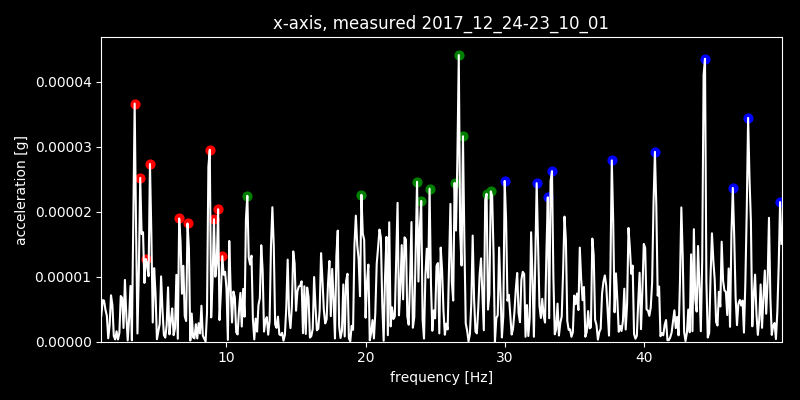 x-axis, measured 2017_12_24-23_10_01
acceleration [g]
0.00004
0.00003
0.00002
0.00001
0.00000
10 20 30 40
frequency [Hz]